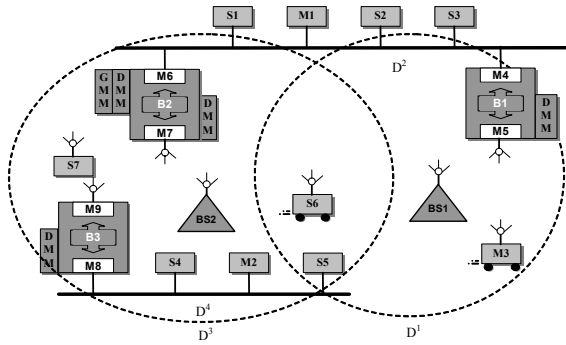 S1 M1 S2 S3
D²
M6
G M M
D M M
B2
D M M
M7
M4
B1
D M M
M5
S7
M9
B3
D M M
M8
BS2
S6
BS1
M3
S4 M2 S5
D⁴
D³
D¹